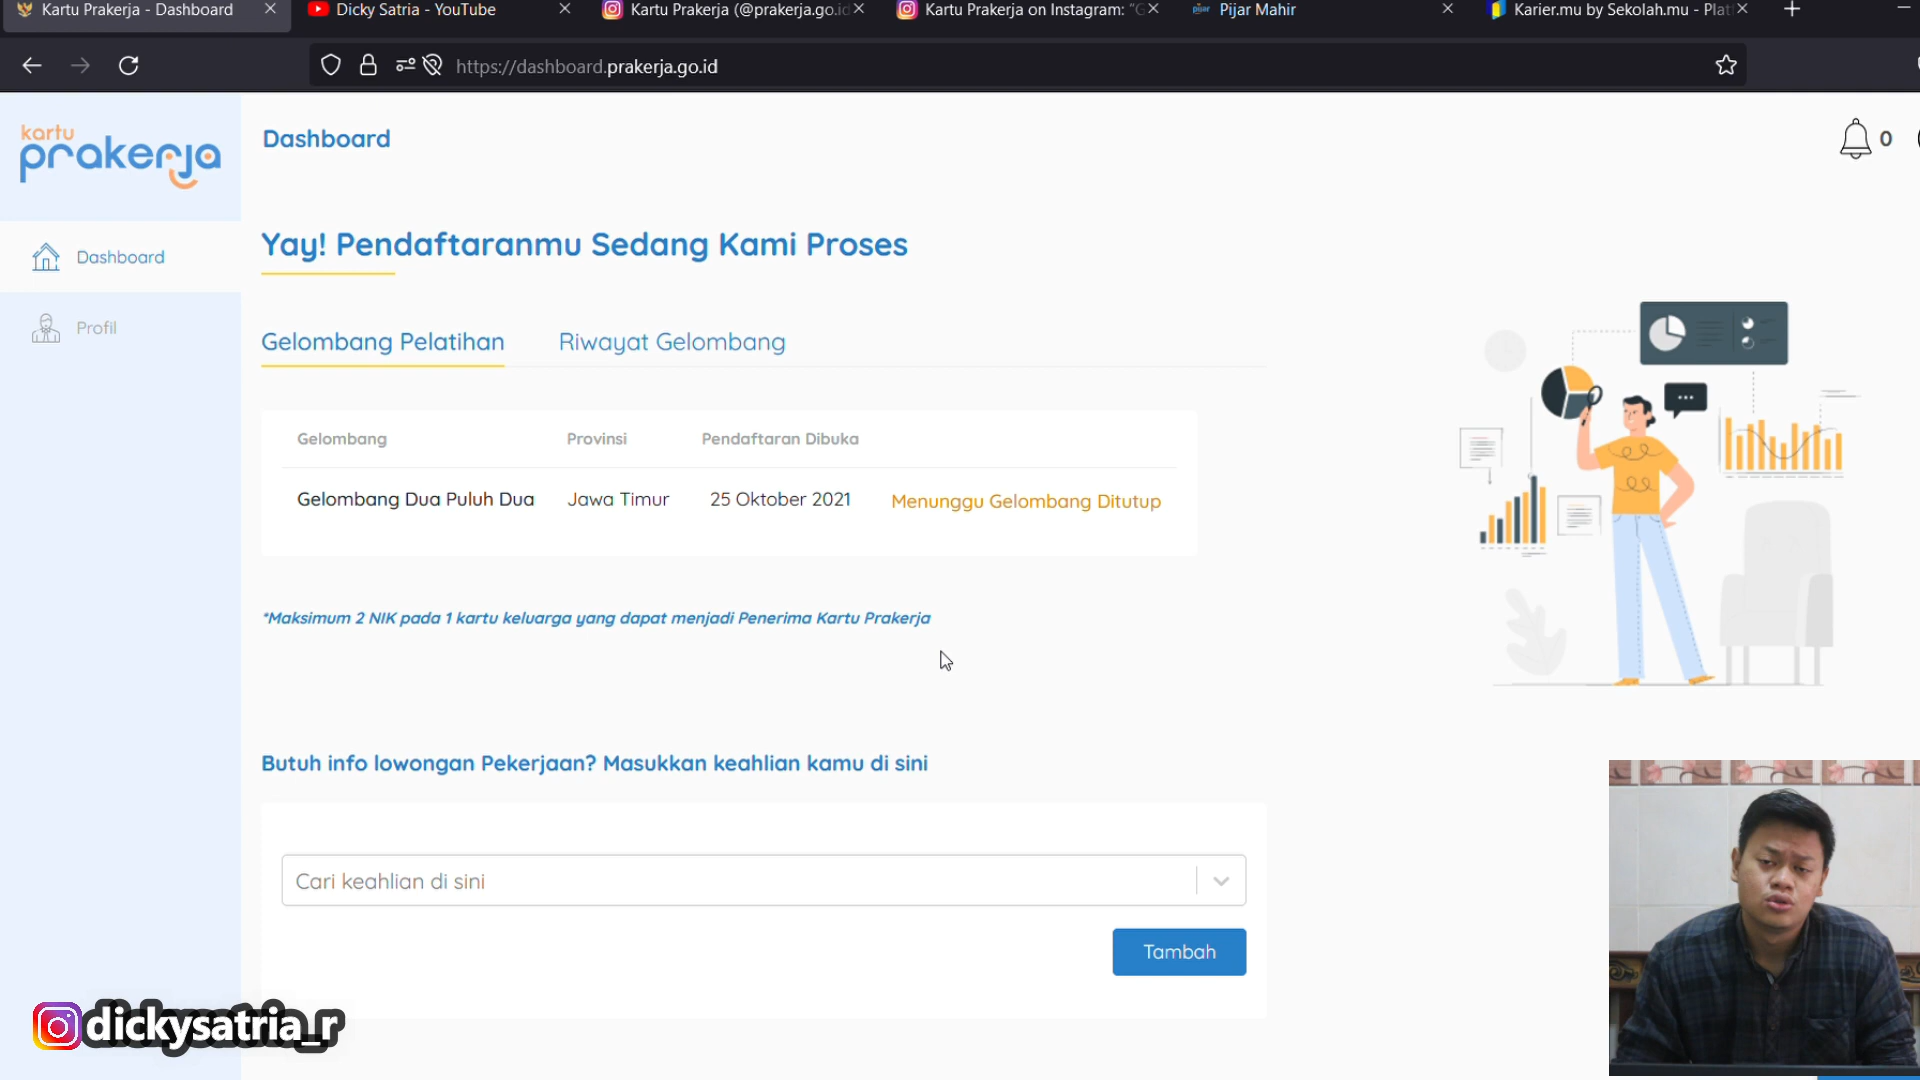 Kartu Prakerja - Dashboard
Dicky Satria - YouTube
Kartu Prakerja (@prakerja.go.id
Kartu Prakerja on Instagram: "G
pijar Pijar Mahir
Karier.mu by Sekolah.mu - Plat
https://dashboard.prakerja.go.id
kartu
prakerja
Dashboard
0
Dashboard
Profil
Yay! Pendaftaranmu Sedang Kami Proses
Gelombang Pelatihan
Riwayat Gelombang
Gelombang Provinsi Pendaftaran Dibuka
Gelombang Dua Puluh Dua Jawa Timur 25 Oktober 2021 Menunggu Gelombang Ditutup
*Maksimum 2 NIK pada 1 kartu keluarga yang dapat menjadi Penerima Kartu Prakerja
Butuh info lowongan Pekerjaan? Masukkan keahlian kamu di sini
Cari keahlian di sini
Tambah
dickysatria_r